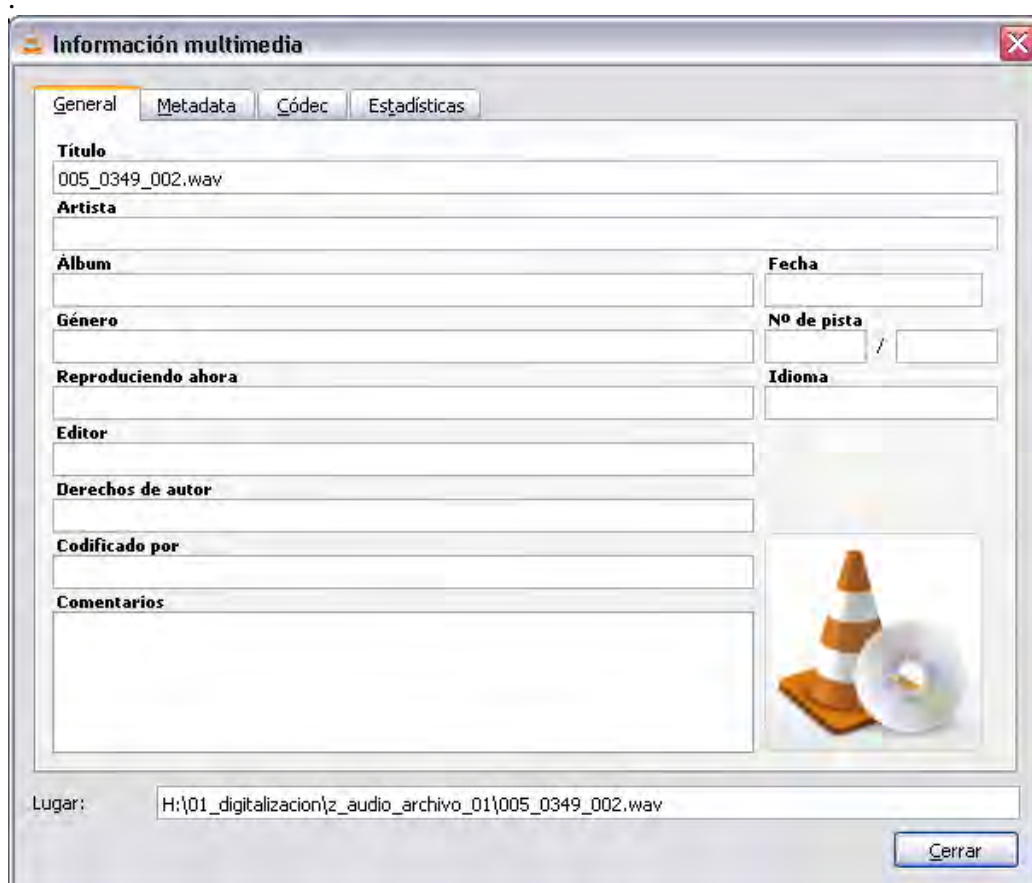 :
Información multimedia
General Metadata Códec Estadísticas
Título
005_0349_002.wav
Artista
Álbum Fecha
Género Nº de pista
/
Reproduciendo ahora Idioma
Editor
Derechos de autor
Codificado por
Comentarios
Lugar: H:\01_digitalizacion\z_audio_archivo_01\005_0349_002.wav
Cerrar